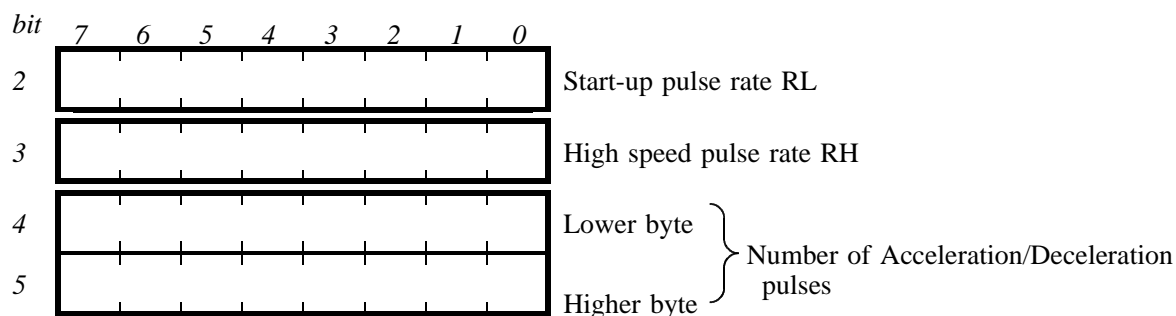 bit 7 6 5 4 3 2 1 0
2 Start-up pulse rate RL
3 High speed pulse rate RH
4 Lower byte
Number of Acceleration/Deceleration
5 pulses
Higher byte